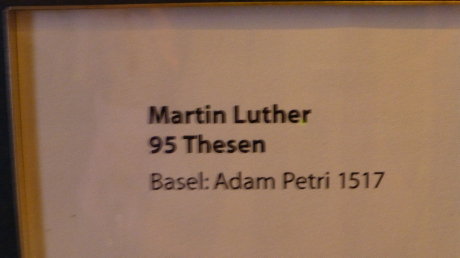 Martin Luther
95 Thesen
Basel: Adam Petri 1517